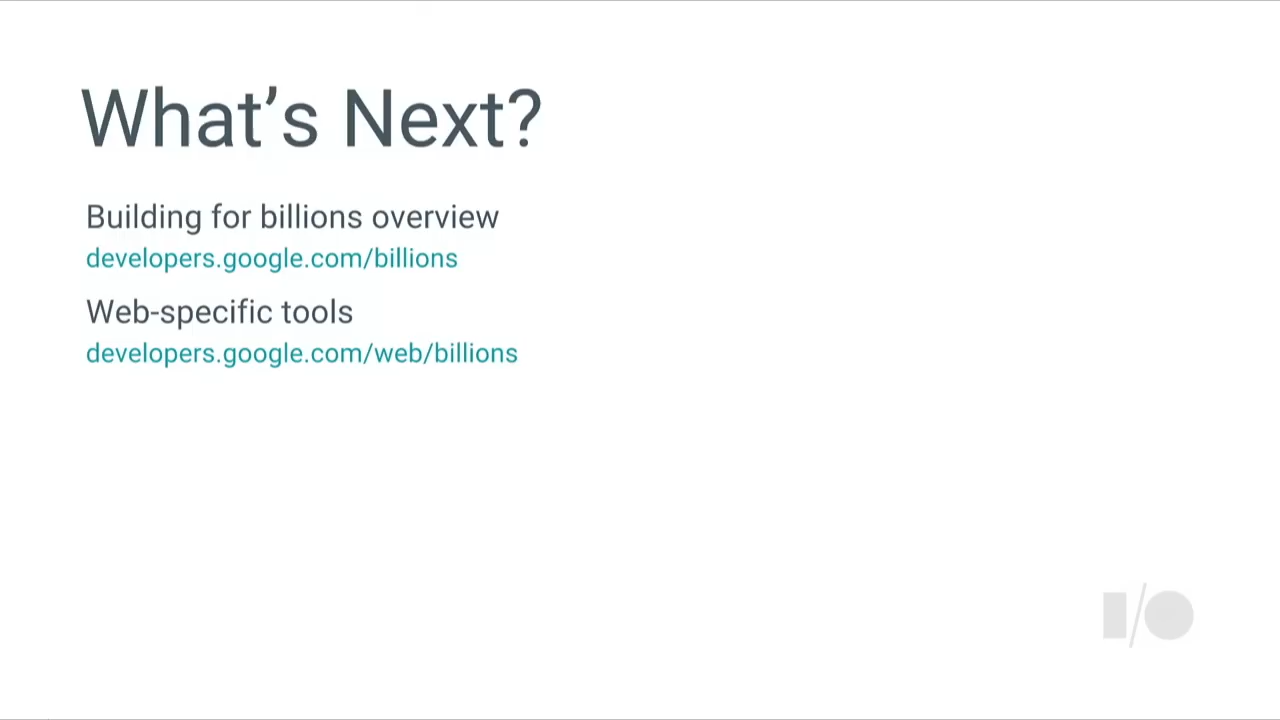 What’s Next?
Building for billions overview
developers.google.com/billions
Web-specific tools
developers.google.com/web/billions
I/O